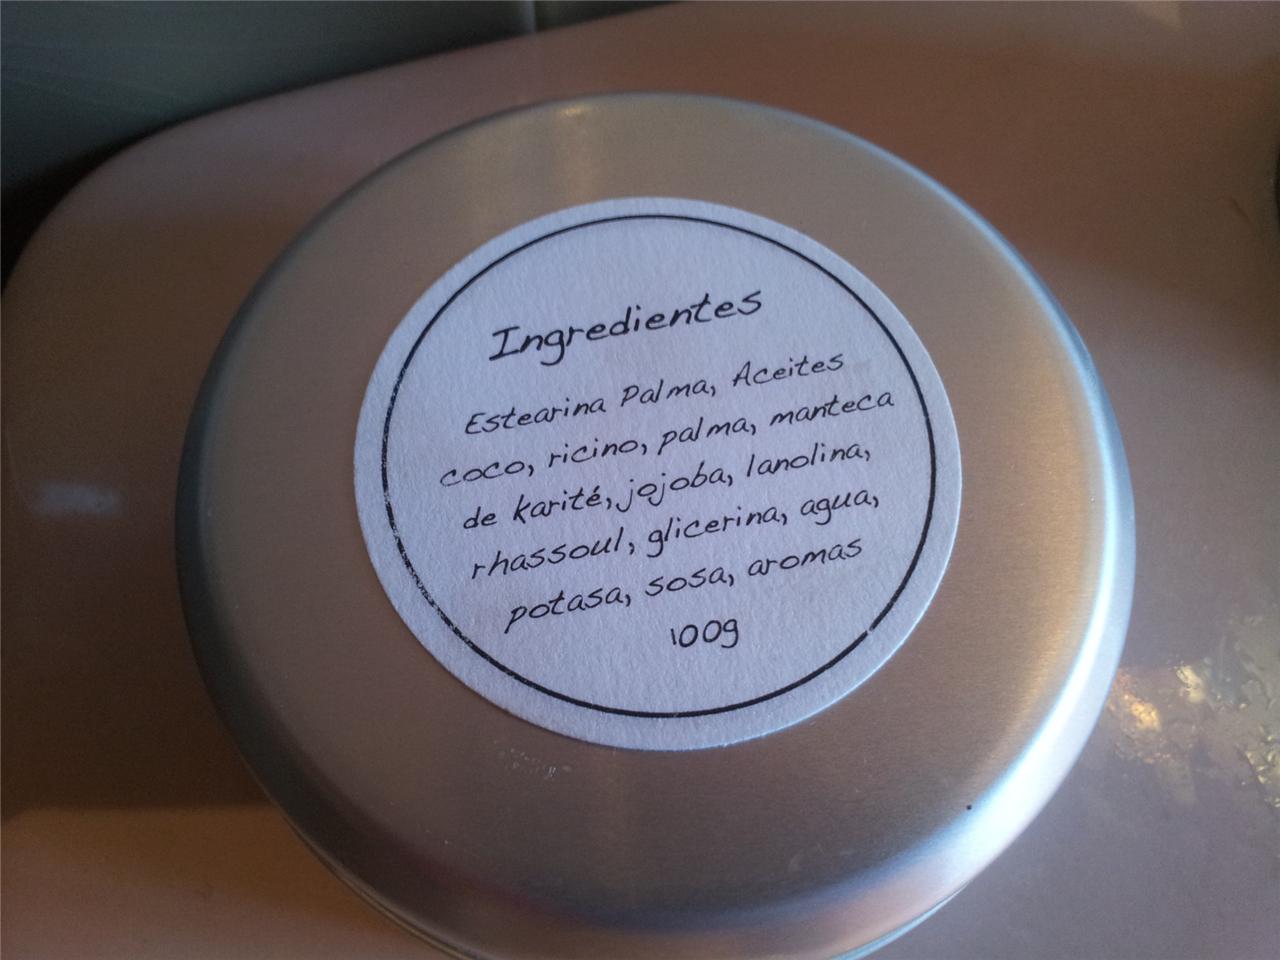 Ingredientes
Estearina Palma, Aceites
coco, ricino, palma, manteca
de karité, jojoba, lanolina,
rhassoul, glicerina, agua,
potasa, sosa, aromas
100g